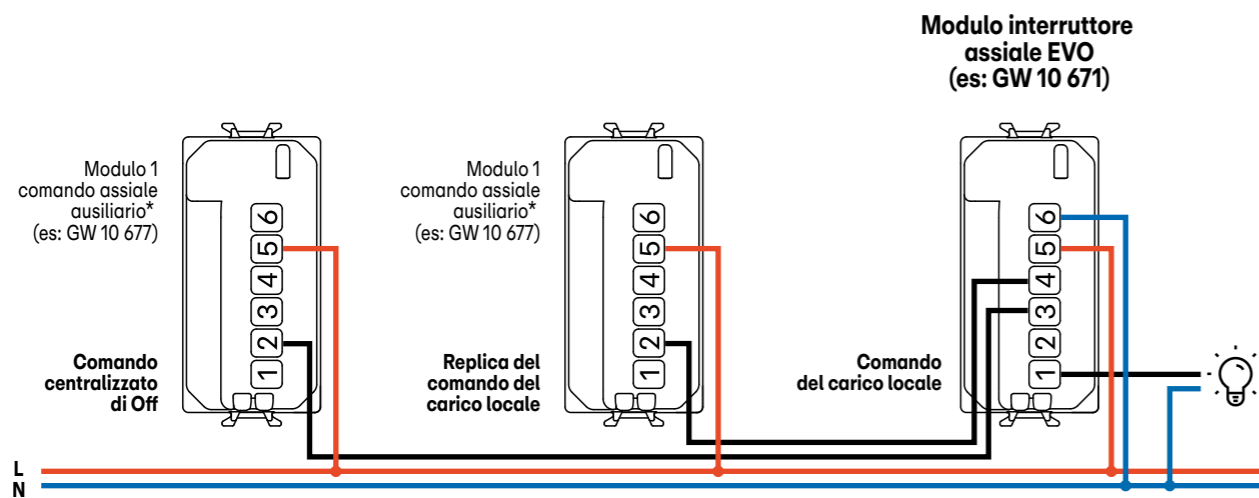 Modulo interruttore
assiale EVO
(es: GW 10 671)
Modulo 1
comando assiale
ausiliario*
(es: GW 10 677)
6
5
4
3
2
1
Comando
centralizzato
di Off
Modulo 1
comando assiale
ausiliario*
(es: GW 10 677)
6
5
4
3
2
1
Replica del
comando del
carico locale
6
5
4
3
2
1
Comando
del carico locale
L
N